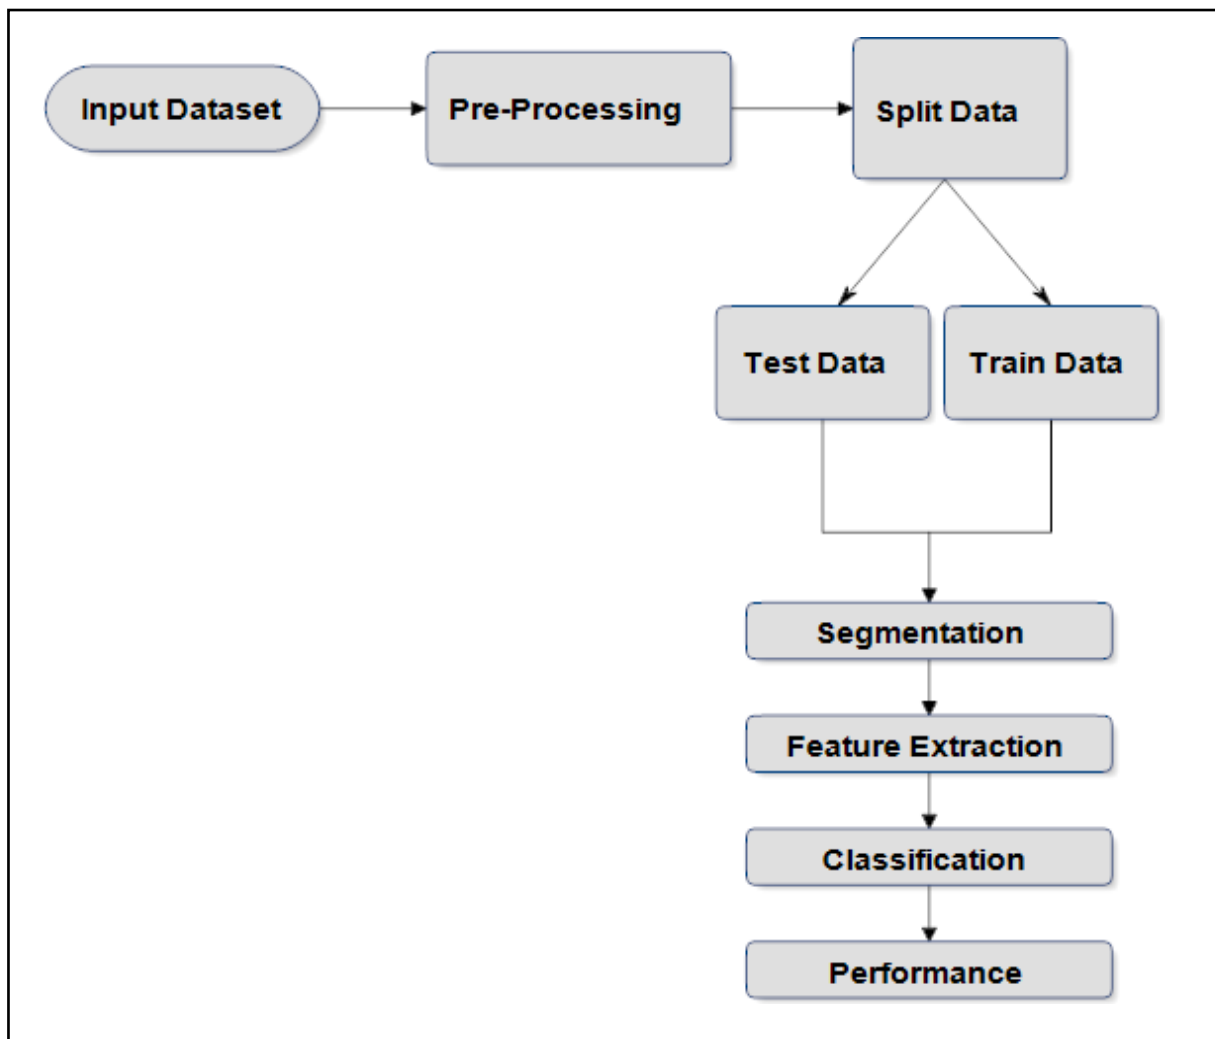 Input Dataset
Pre-Processing
Split Data
Test Data
Train Data
Segmentation
Feature Extraction
Classification
Performance